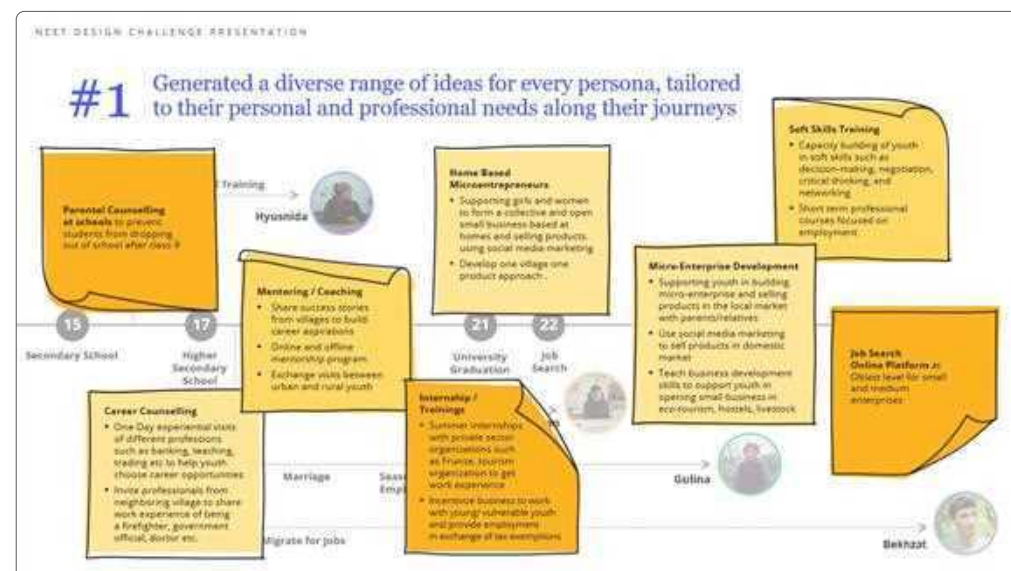 NEET DESIGN CHALLENGE PRESENTATION
#1
Generated a diverse range of ideas for every persona, tailored
to their personal and professional needs along their journeys
Parental Counselling
at schools to prevent
students from dropping
out of school after class 9
Training
Hyusnida
Home Based
Microentrepreneurs
• Supporting girls and women
to form a collective and open
small business based at
homes and selling products
using social media marketing
• Develop one village one
product approach
Soft Skills Training
• Capacity building of youth
in soft skills such as
decision-making, negotiation,
critical thinking, and
networking
• Short term professional
courses focused on
employment
Mentoring / Coaching
• Share success stories
from villages to build
career aspirations
• Online and offline
mentorship program
• Exchange visits between
urban and rural youth
Micro-Enterprise Development
• Supporting youth in building
micro-enterprise and selling
products in the local market
with parents/relatives
• Use social media marketing
to sell products in domestic
market
• Teach business development
skills to support youth in
opening small business in
eco-tourism, hostels, livestock
15
Secondary School
17
Higher
Secondary
School
21
University
Graduation
22
Job
Search
Job Search
Online Platform at
Oblast level for small
and medium
enterprises
Career Counselling
• One Day experiential visits
of different professions
such as banking, teaching,
trading etc to help youth
choose career opportunities
• Invite professionals from
neighboring village to share
work experience of being
a firefighter, government
official, doctor etc.
Internship /
Trainings
• Summer internships
with private sector
organizations such
as Finance, tourism
organization to get
work experience
• Incentivize business to work
with young/ vulnerable youth
and provide employment
in exchange of tax exemptions
Marriage
Gulina
Migrate for Jobs
Bekhzat